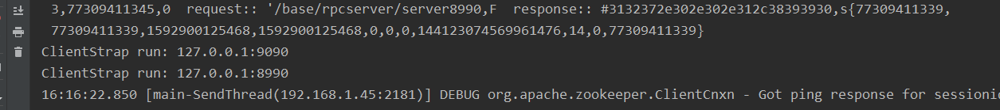 3,77309411345,0  request:: '/base/rpcserver/server8990,F  response:: #3132372e302e302e312c38393930,s{77309411339,
77309411339,1592900125468,1592900125468,0,0,0,144123074569961476,14,0,77309411339}
ClientStrap run: 127.0.0.1:9090
ClientStrap run: 127.0.0.1:8990
16:16:22.850 [main-SendThread(192.168.1.45:2181)] DEBUG org.apache.zookeeper.ClientCnxn - Got ping response for sessionid